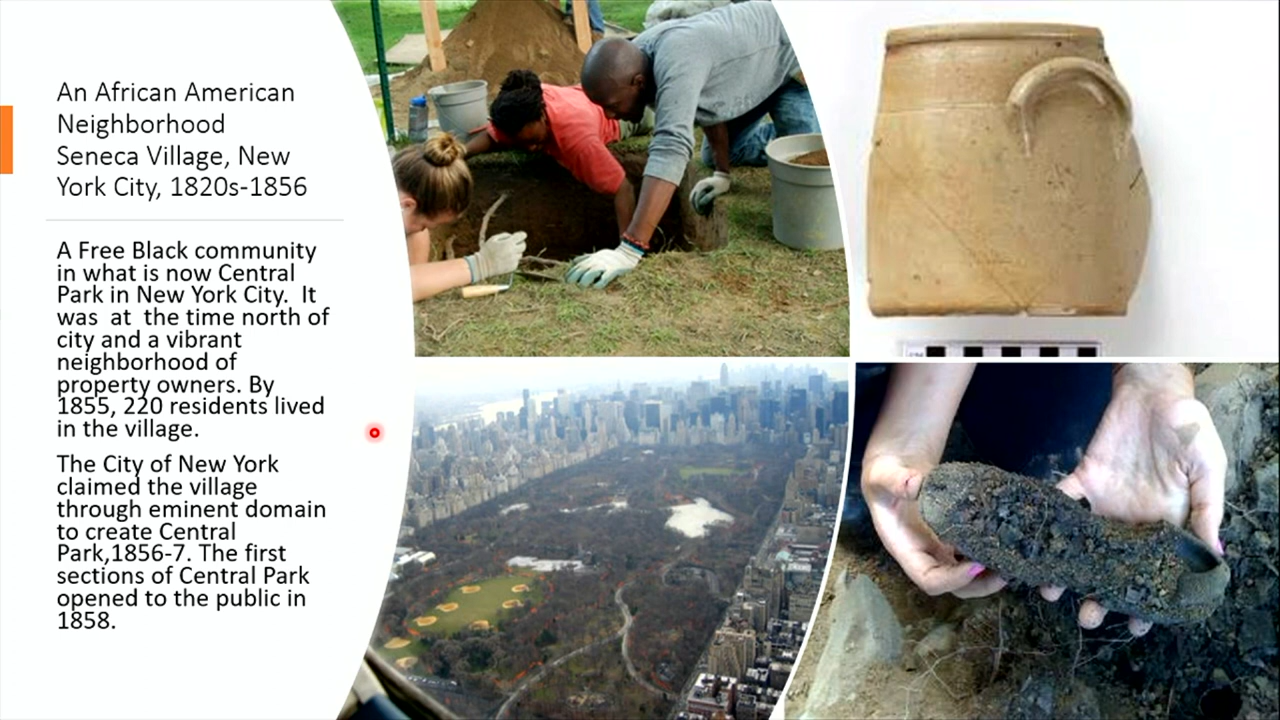 An African American
Neighborhood
Seneca Village, New
York City, 1820s-1856
A Free Black community
in what is now Central
Park in New York City. It
was at the time north of
city and a vibrant
neighborhood of
property owners. By
1855, 220 residents lived
in the village.
The City of New York
claimed the village
through eminent domain
to create Central
Park,1856-7. The first
sections of Central Park
opened to the public in
1858.